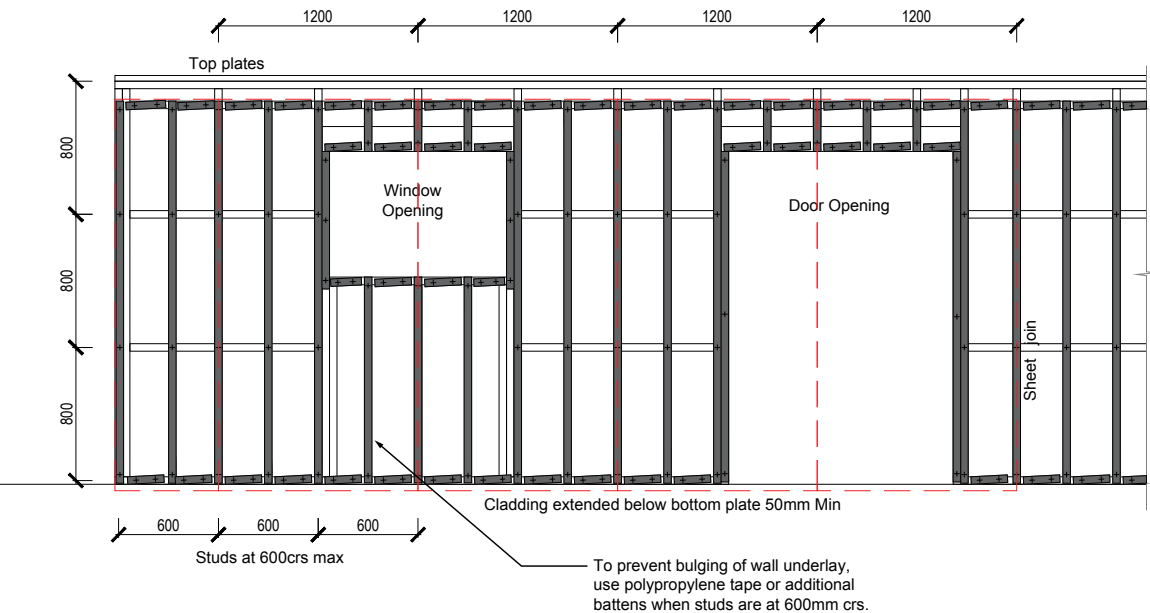 1200
1200
1200
1200
Top plates
800
Window
Opening
Door Opening
800
Sheet join
800
Cladding extended below bottom plate 50mm Min
600
600
600
Studs at 600crs max
To prevent bulging of wall underlay,
use polypropylene tape or additional
battens when studs are at 600mm crs.